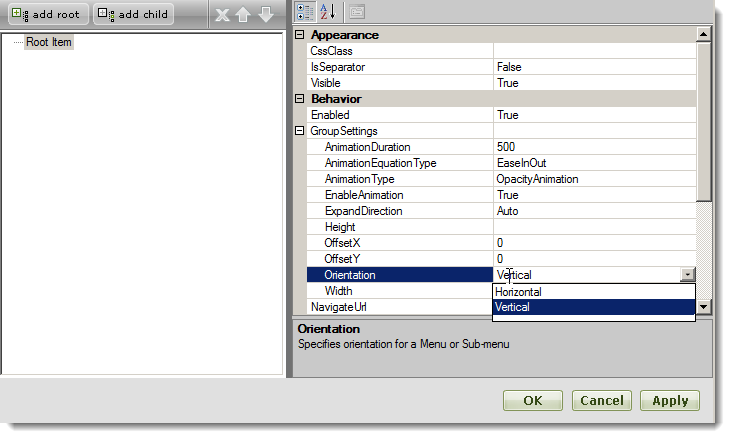 add root add child
Root Item
Appearance
CssClass
IsSeparator False
Visible True
Behavior
Enabled True
GroupSettings
AnimationDuration 500
AnimationEquationType EaseInOut
AnimationType OpacityAnimation
EnableAnimation True
ExpandDirection Auto
Height
OffsetX 0
OffsetY 0
Orientation Vertical
Width
Horizontal
NavigateUrl
Vertical
Orientation
Specifies orientation for a Menu or Sub-menu
OK Cancel Apply